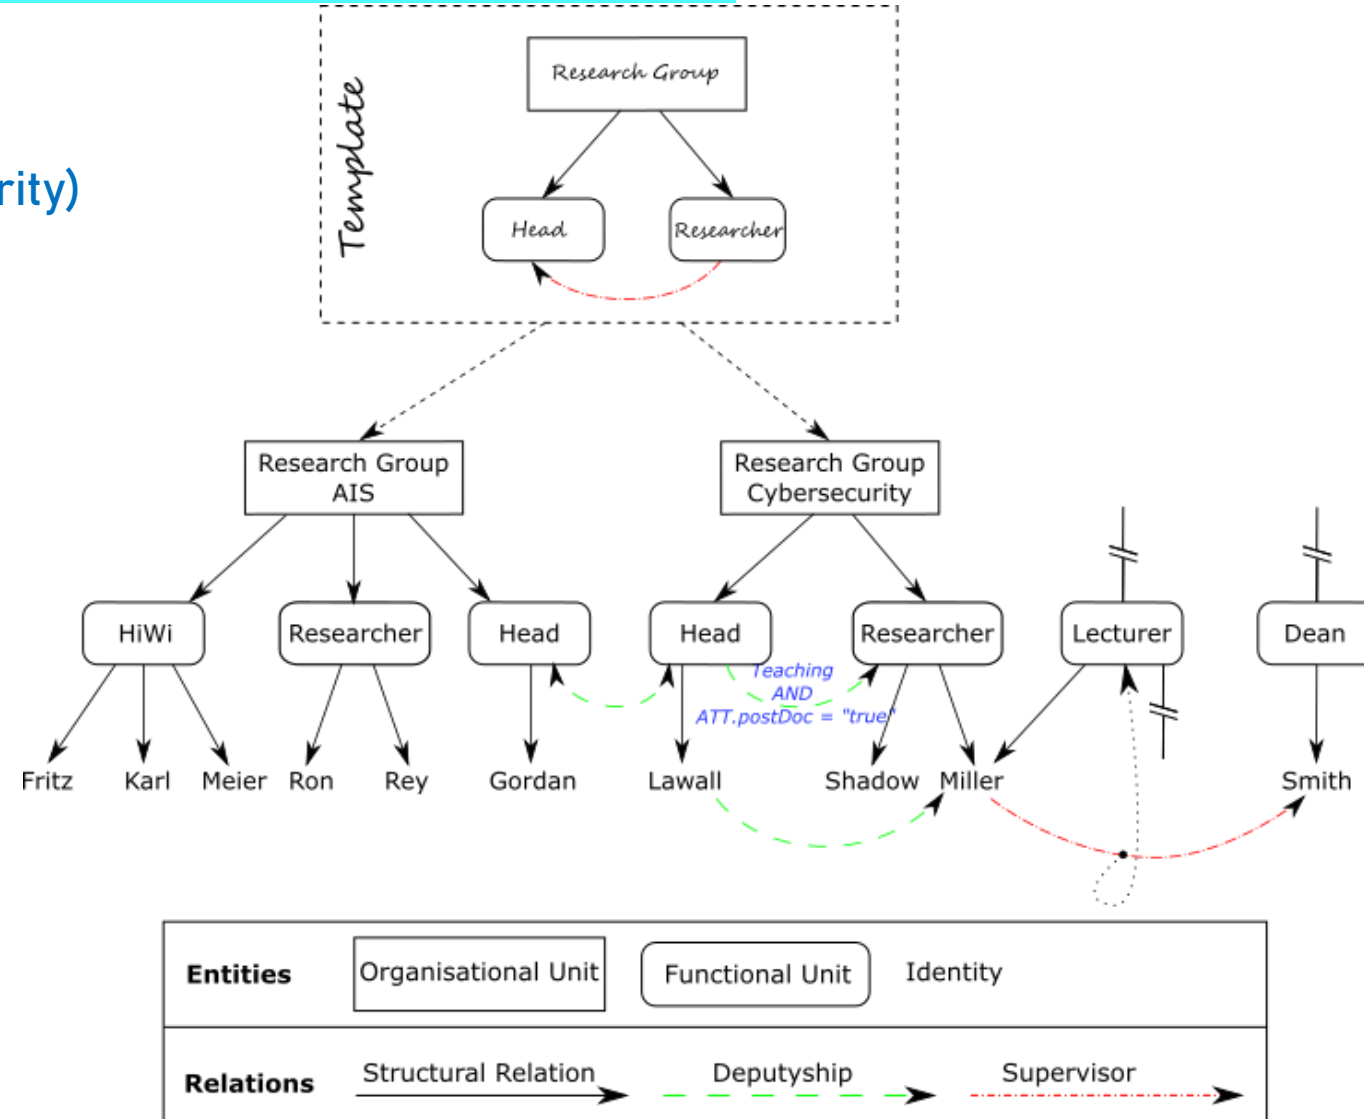 rity)
Template
Research Group
Head
Researcher
Research Group
AIS
Research Group
Cybersecurity
HiWi
Researcher
Head
Head
Researcher
Lecturer
Dean
Teaching
AND
ATT.postDoc = "true"
Fritz
Karl
Meier
Ron
Rey
Gordan
Lawall
Shadow
Miller
Smith
Entities
Organisational Unit
Functional Unit
Identity
Relations
Structural Relation
Deputyship
Supervisor